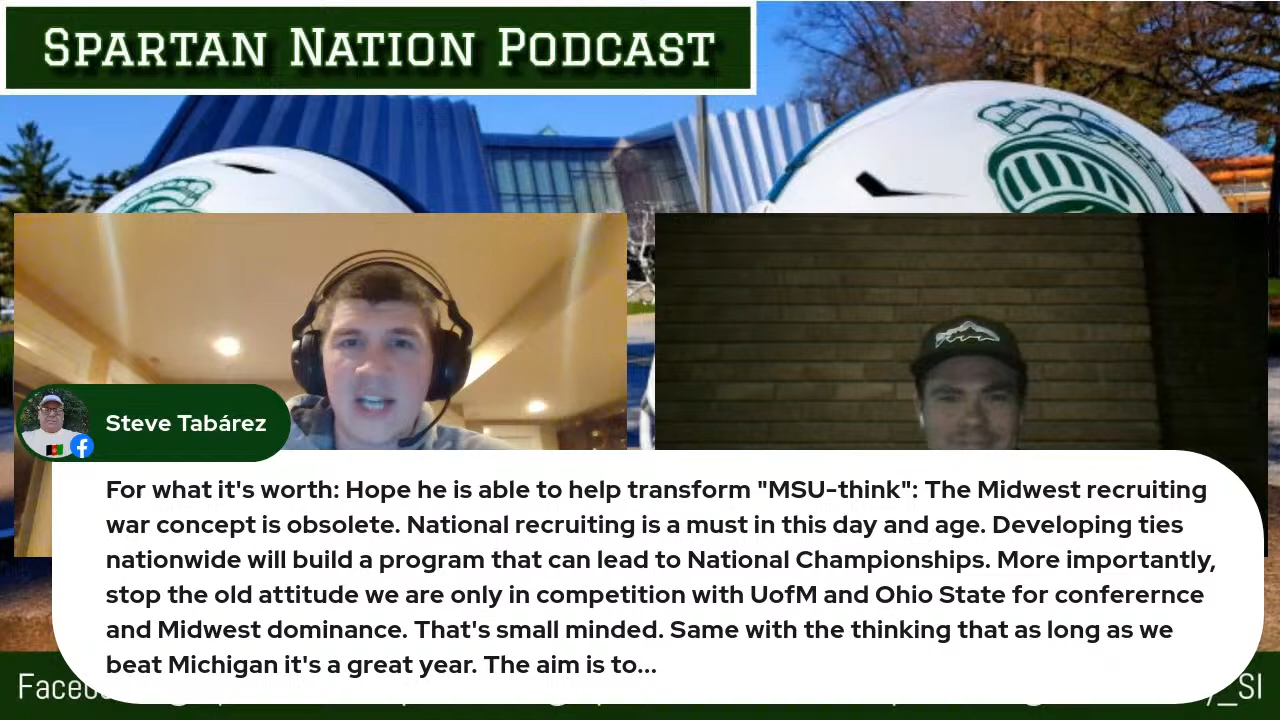 SPARTAN NATION PODCAST
Steve Tabárez
For what it's worth: Hope he is able to help transform "MSU-think": The Midwest recruiting
war concept is obsolete. National recruiting is a must in this day and age. Developing ties
nationwide will build a program that can lead to National Championships. More importantly,
stop the old attitude we are only in competition with UofM and Ohio State for conferernce
and Midwest dominance. That's small minded. Same with the thinking that as long as we
beat Michigan it's a great year. The aim is to...